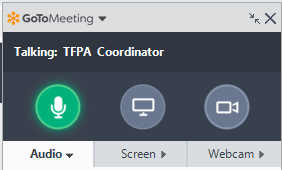 GoToMeeting
Talking: TFPA Coordinator
Audio Screen Webcam